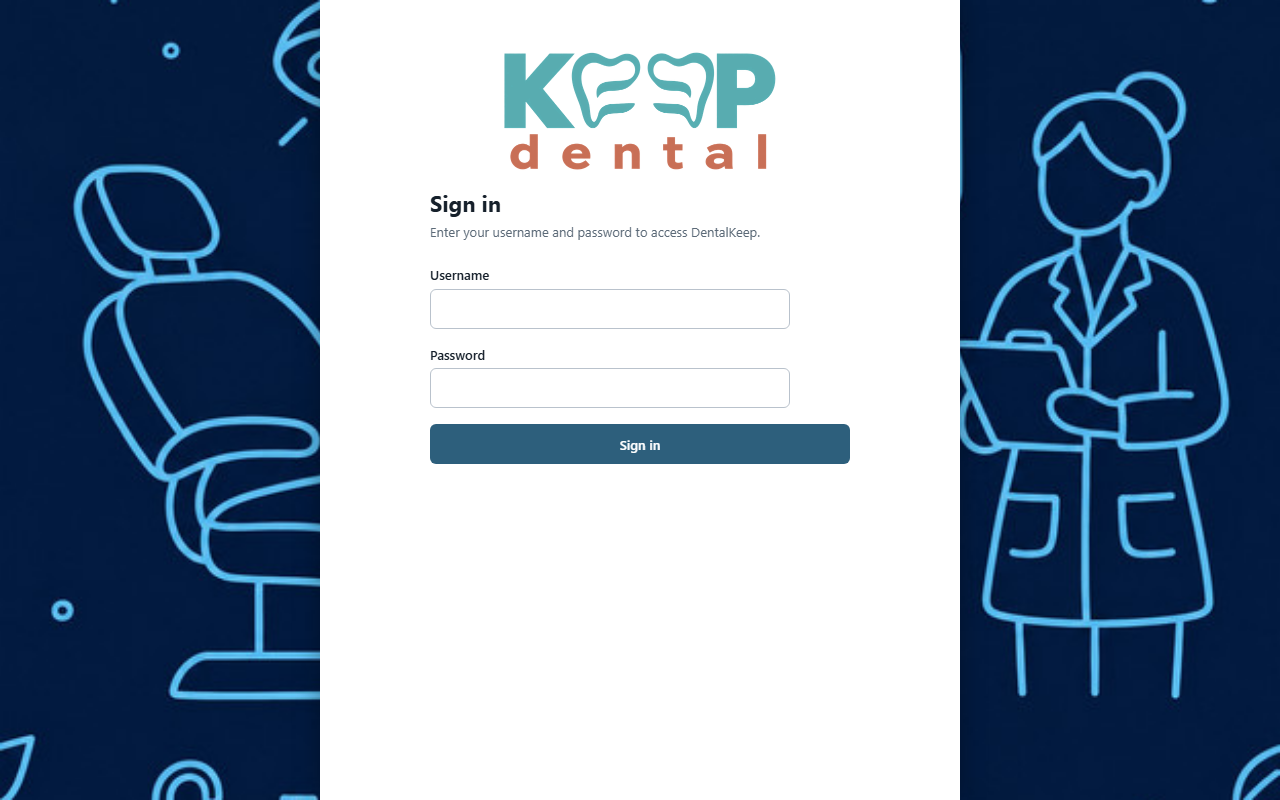 KEEP
dental
Sign in
Enter your username and password to access DentalKeep.
Username
Password
Sign in